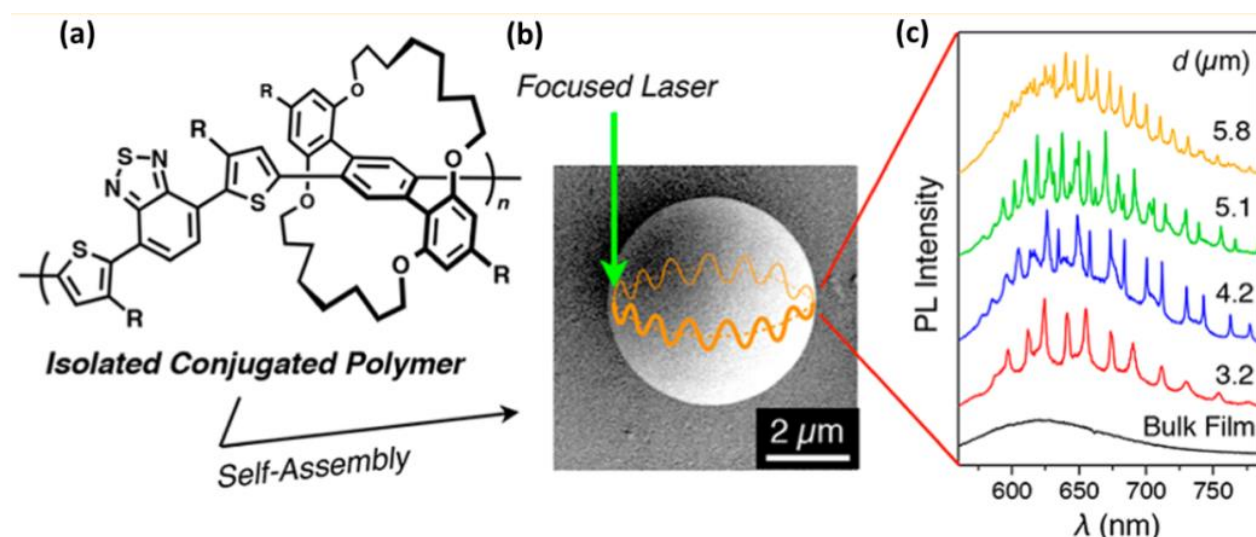 (a)
R
O
R
S
N
N
S
O
O
n
S
R
O
R
Isolated Conjugated Polymer
Self-Assembly
(b)
Focused Laser
2 μm
(c)
d (μm)
5.8
5.1
4.2
3.2
Bulk Film
PL Intensity
600 650 700 750
λ (nm)